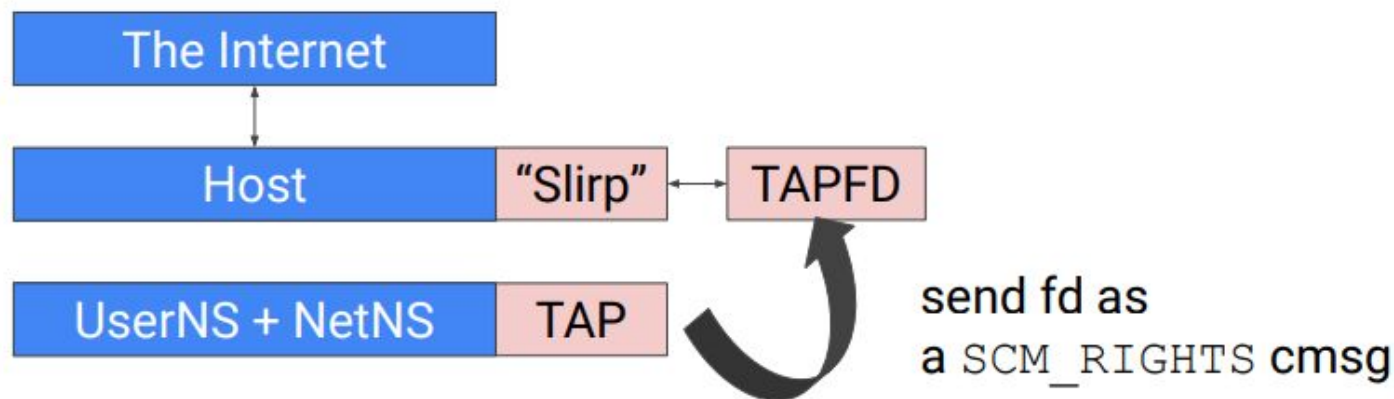 The Internet
Host
“Slirp”
TAPFD
UserNS + NetNS
TAP
send fd as
a SCM_RIGHTS cmsg